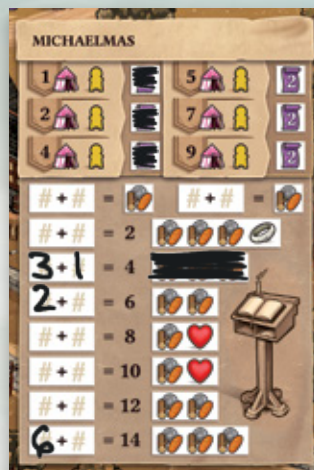 MICHAELMAS
1 5 2
2 7 2
4 9 2
# + # = # + # =
# + # = 2
3 + 1 = 4
2 + # = 6
# + # = 8
# + # = 10
# + # = 12
6 + # = 14